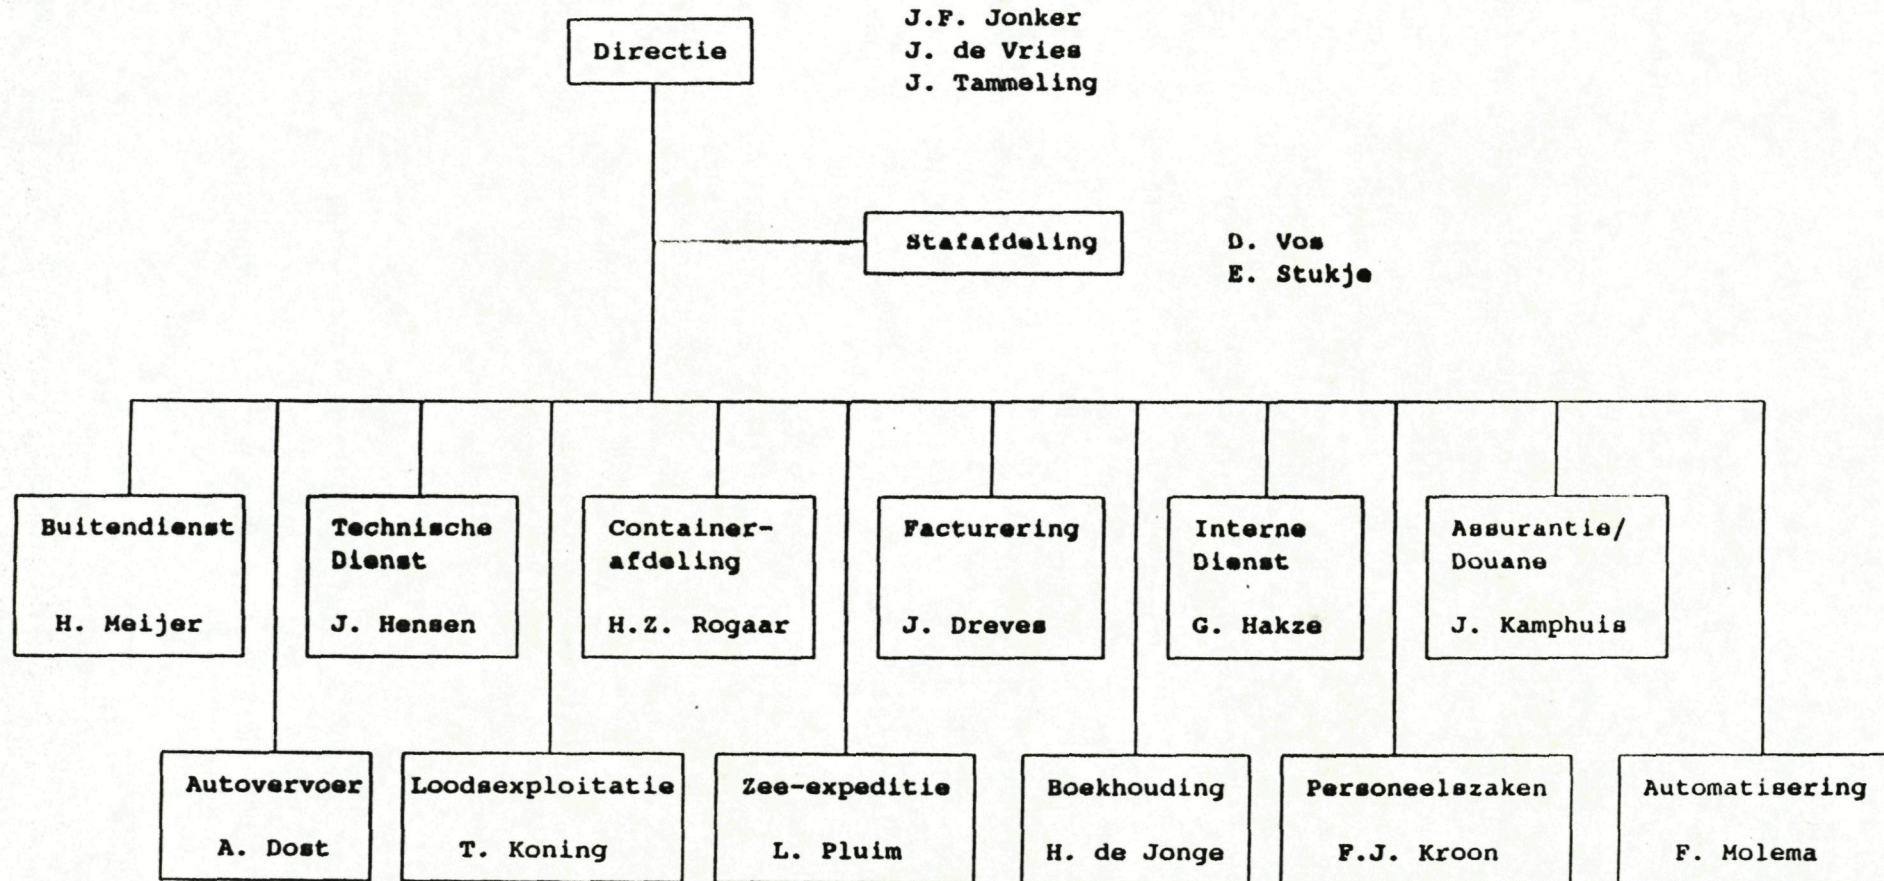 Directie
J.F. Jonker
J. de Vries
J. Tammeling
Stafafdeling
D. Vos
E. Stukje
Buitendienst
H. Meijer
Technische
Dienst
J. Hensen
Container-
afdeling
H.Z. Rogaar
Facturering
J. Dreves
Interne
Dienst
G. Hakze
Assurantie/
Douane
J. Kamphuis
Autovervoer
A. Dost
Loodsexploitatie
T. Koning
Zee-expeditie
L. Pluim
Boekhouding
H. de Jonge
Personeelszaken
F.J. Kroon
Automatisering
F. Molema